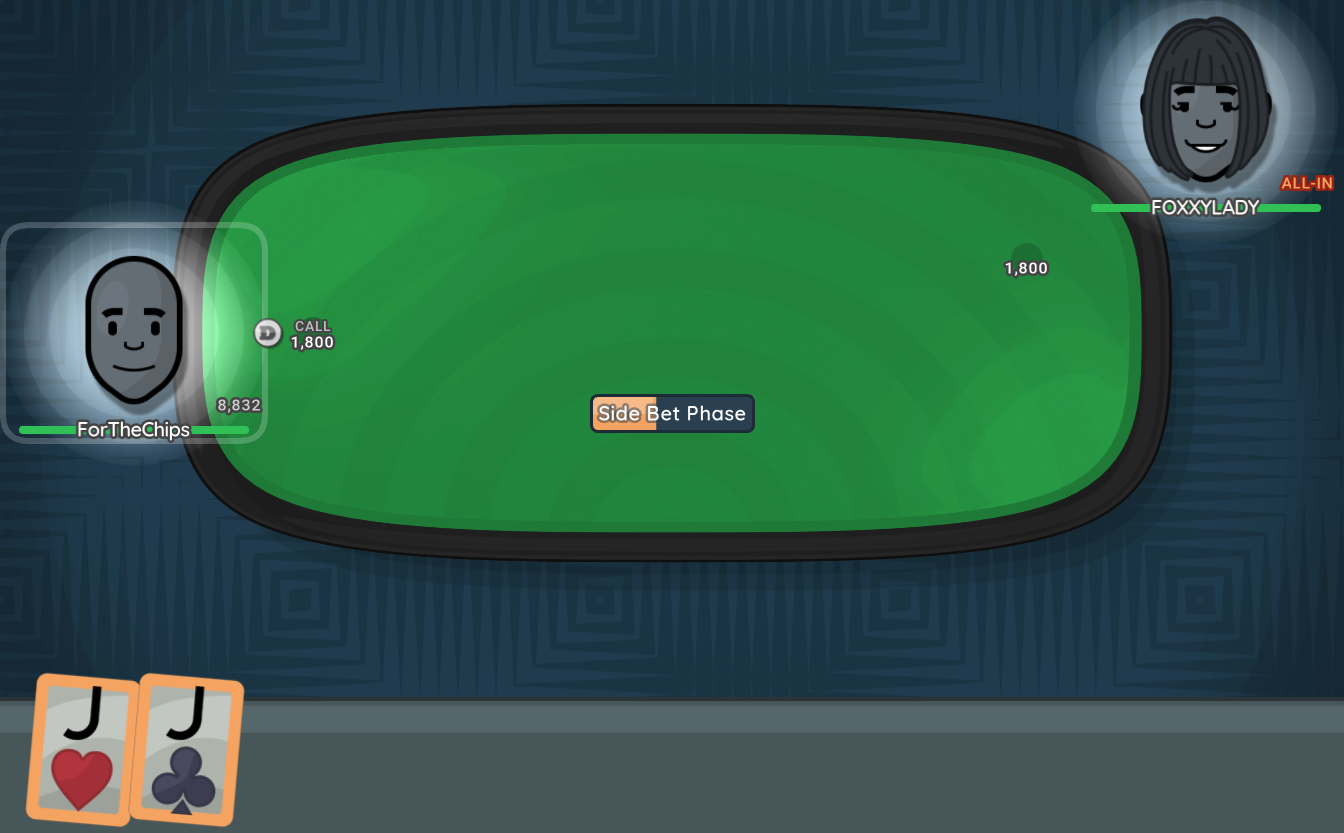 ALL-IN
FOXXYLADY
1,800
D
CALL
1,800
8,832
Side Bet Phase
ForTheChips
J J